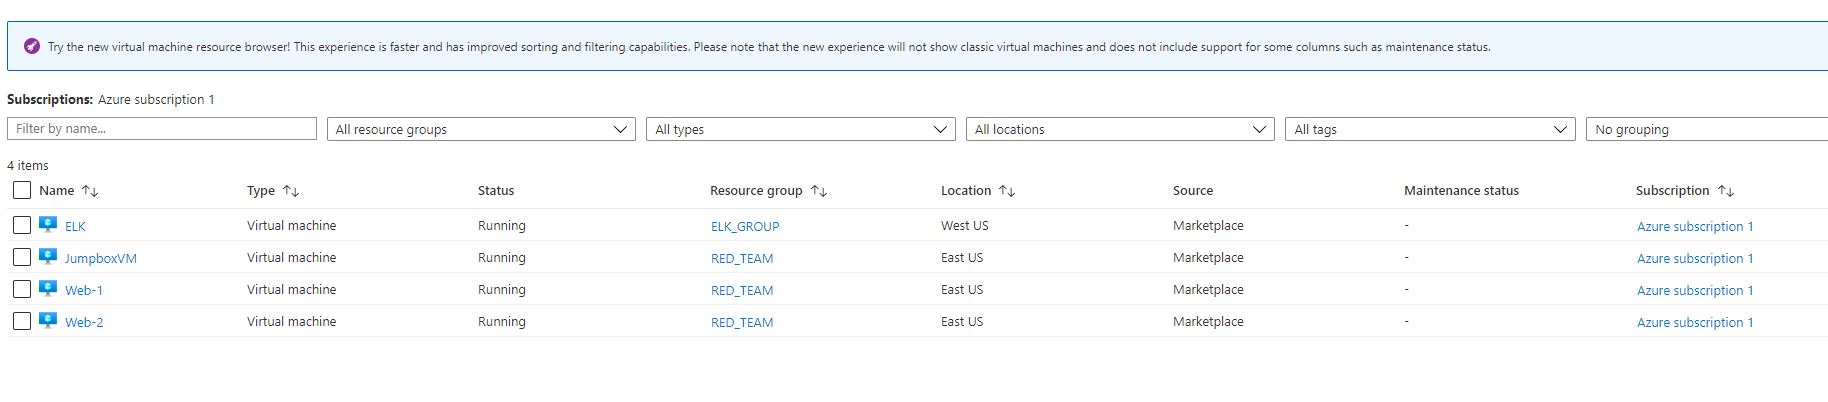 Try the new virtual machine resource browser! This experience is faster and has improved sorting and filtering capabilities. Please note that the new experience will not show classic virtual machines and does not include support for some columns such as maintenance status.
Subscriptions: Azure subscription 1
Filter by name... All resource groups All types All locations All tags No grouping
4 items
Name Type Status Resource group Location Source Maintenance status Subscription
ELK Virtual machine Running ELK_GROUP West US Marketplace - Azure subscription 1
JumpboxVM Virtual machine Running RED_TEAM East US Marketplace - Azure subscription 1
Web-1 Virtual machine Running RED_TEAM East US Marketplace - Azure subscription 1
Web-2 Virtual machine Running RED_TEAM East US Marketplace - Azure subscription 1